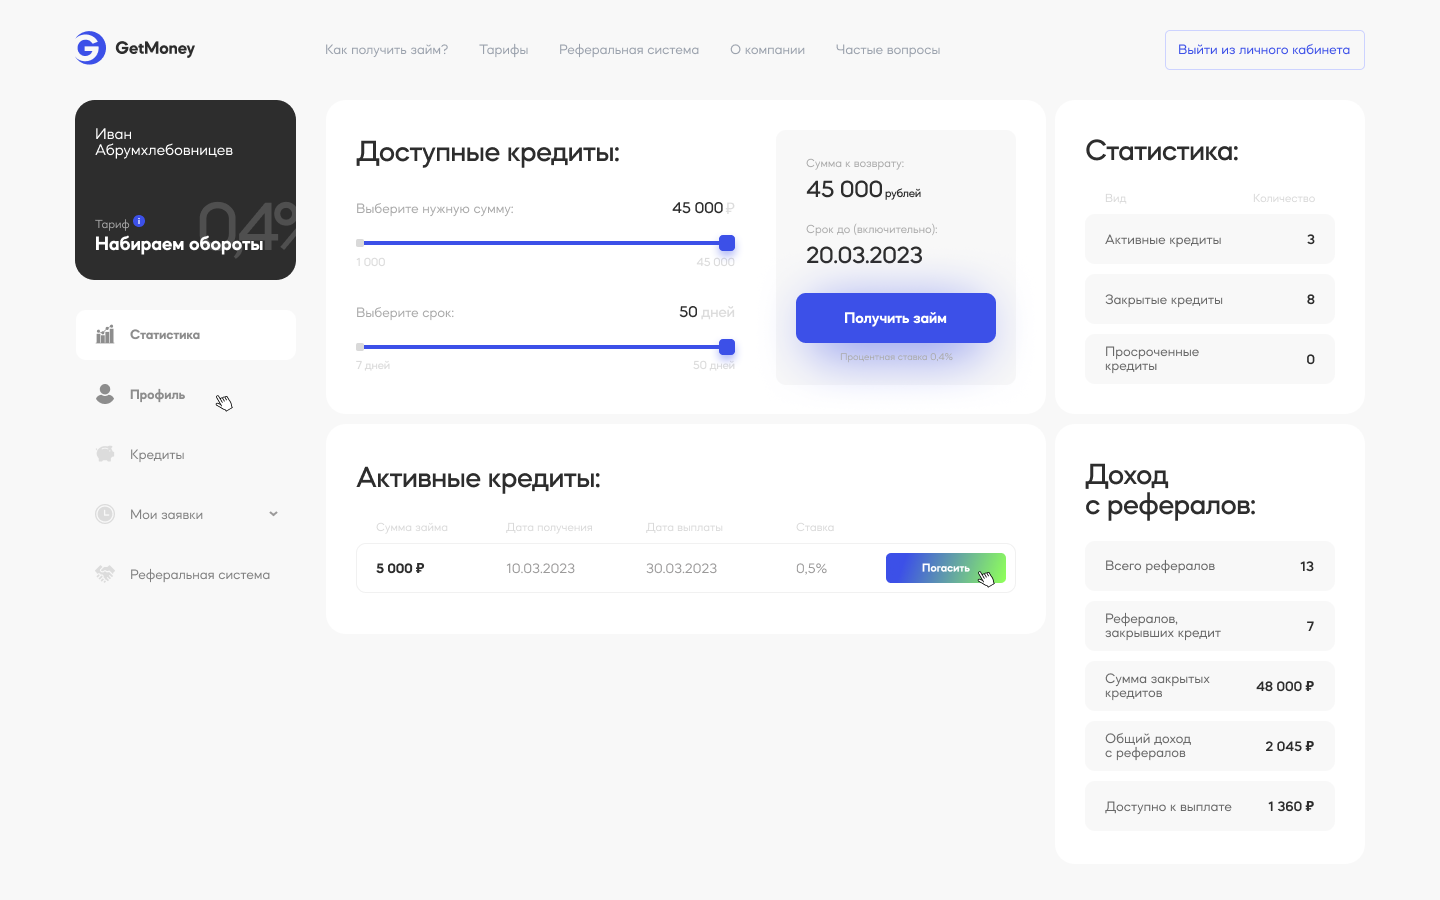 GetMoney
Как получить займ?
Тарифы
Реферальная система
О компании
Частые вопросы
Выйти из личного кабинета
Иван
Абрумхлебовницев
04%
Тариф
Набираем обороты
Статистика
Профиль
Кредиты
Мои заявки
Реферальная система
Доступные кредиты:
Выберите нужную сумму:
45 000 ₽
1 000
45 000
Выберите срок:
50 дней
7 дней
50 дней
Сумма к возврату:
45 000 рублей
Срок до (включительно):
20.03.2023
Получить займ
Процентная ставка 0,4%
Активные кредиты:
Сумма займа
Дата получения
Дата выплаты
Ставка
5 000 ₽
10.03.2023
30.03.2023
0,5%
Погасить
Статистика:
Вид
Количество
Активные кредиты
3
Закрытые кредиты
8
Просроченные
кредиты
0
Доход
с рефералов:
Всего рефералов
13
Рефералов,
закрывших кредит
7
Сумма закрытых
кредитов
48 000 ₽
Общий доход
с рефералов
2 045 ₽
Доступно к выплате
1 360 ₽